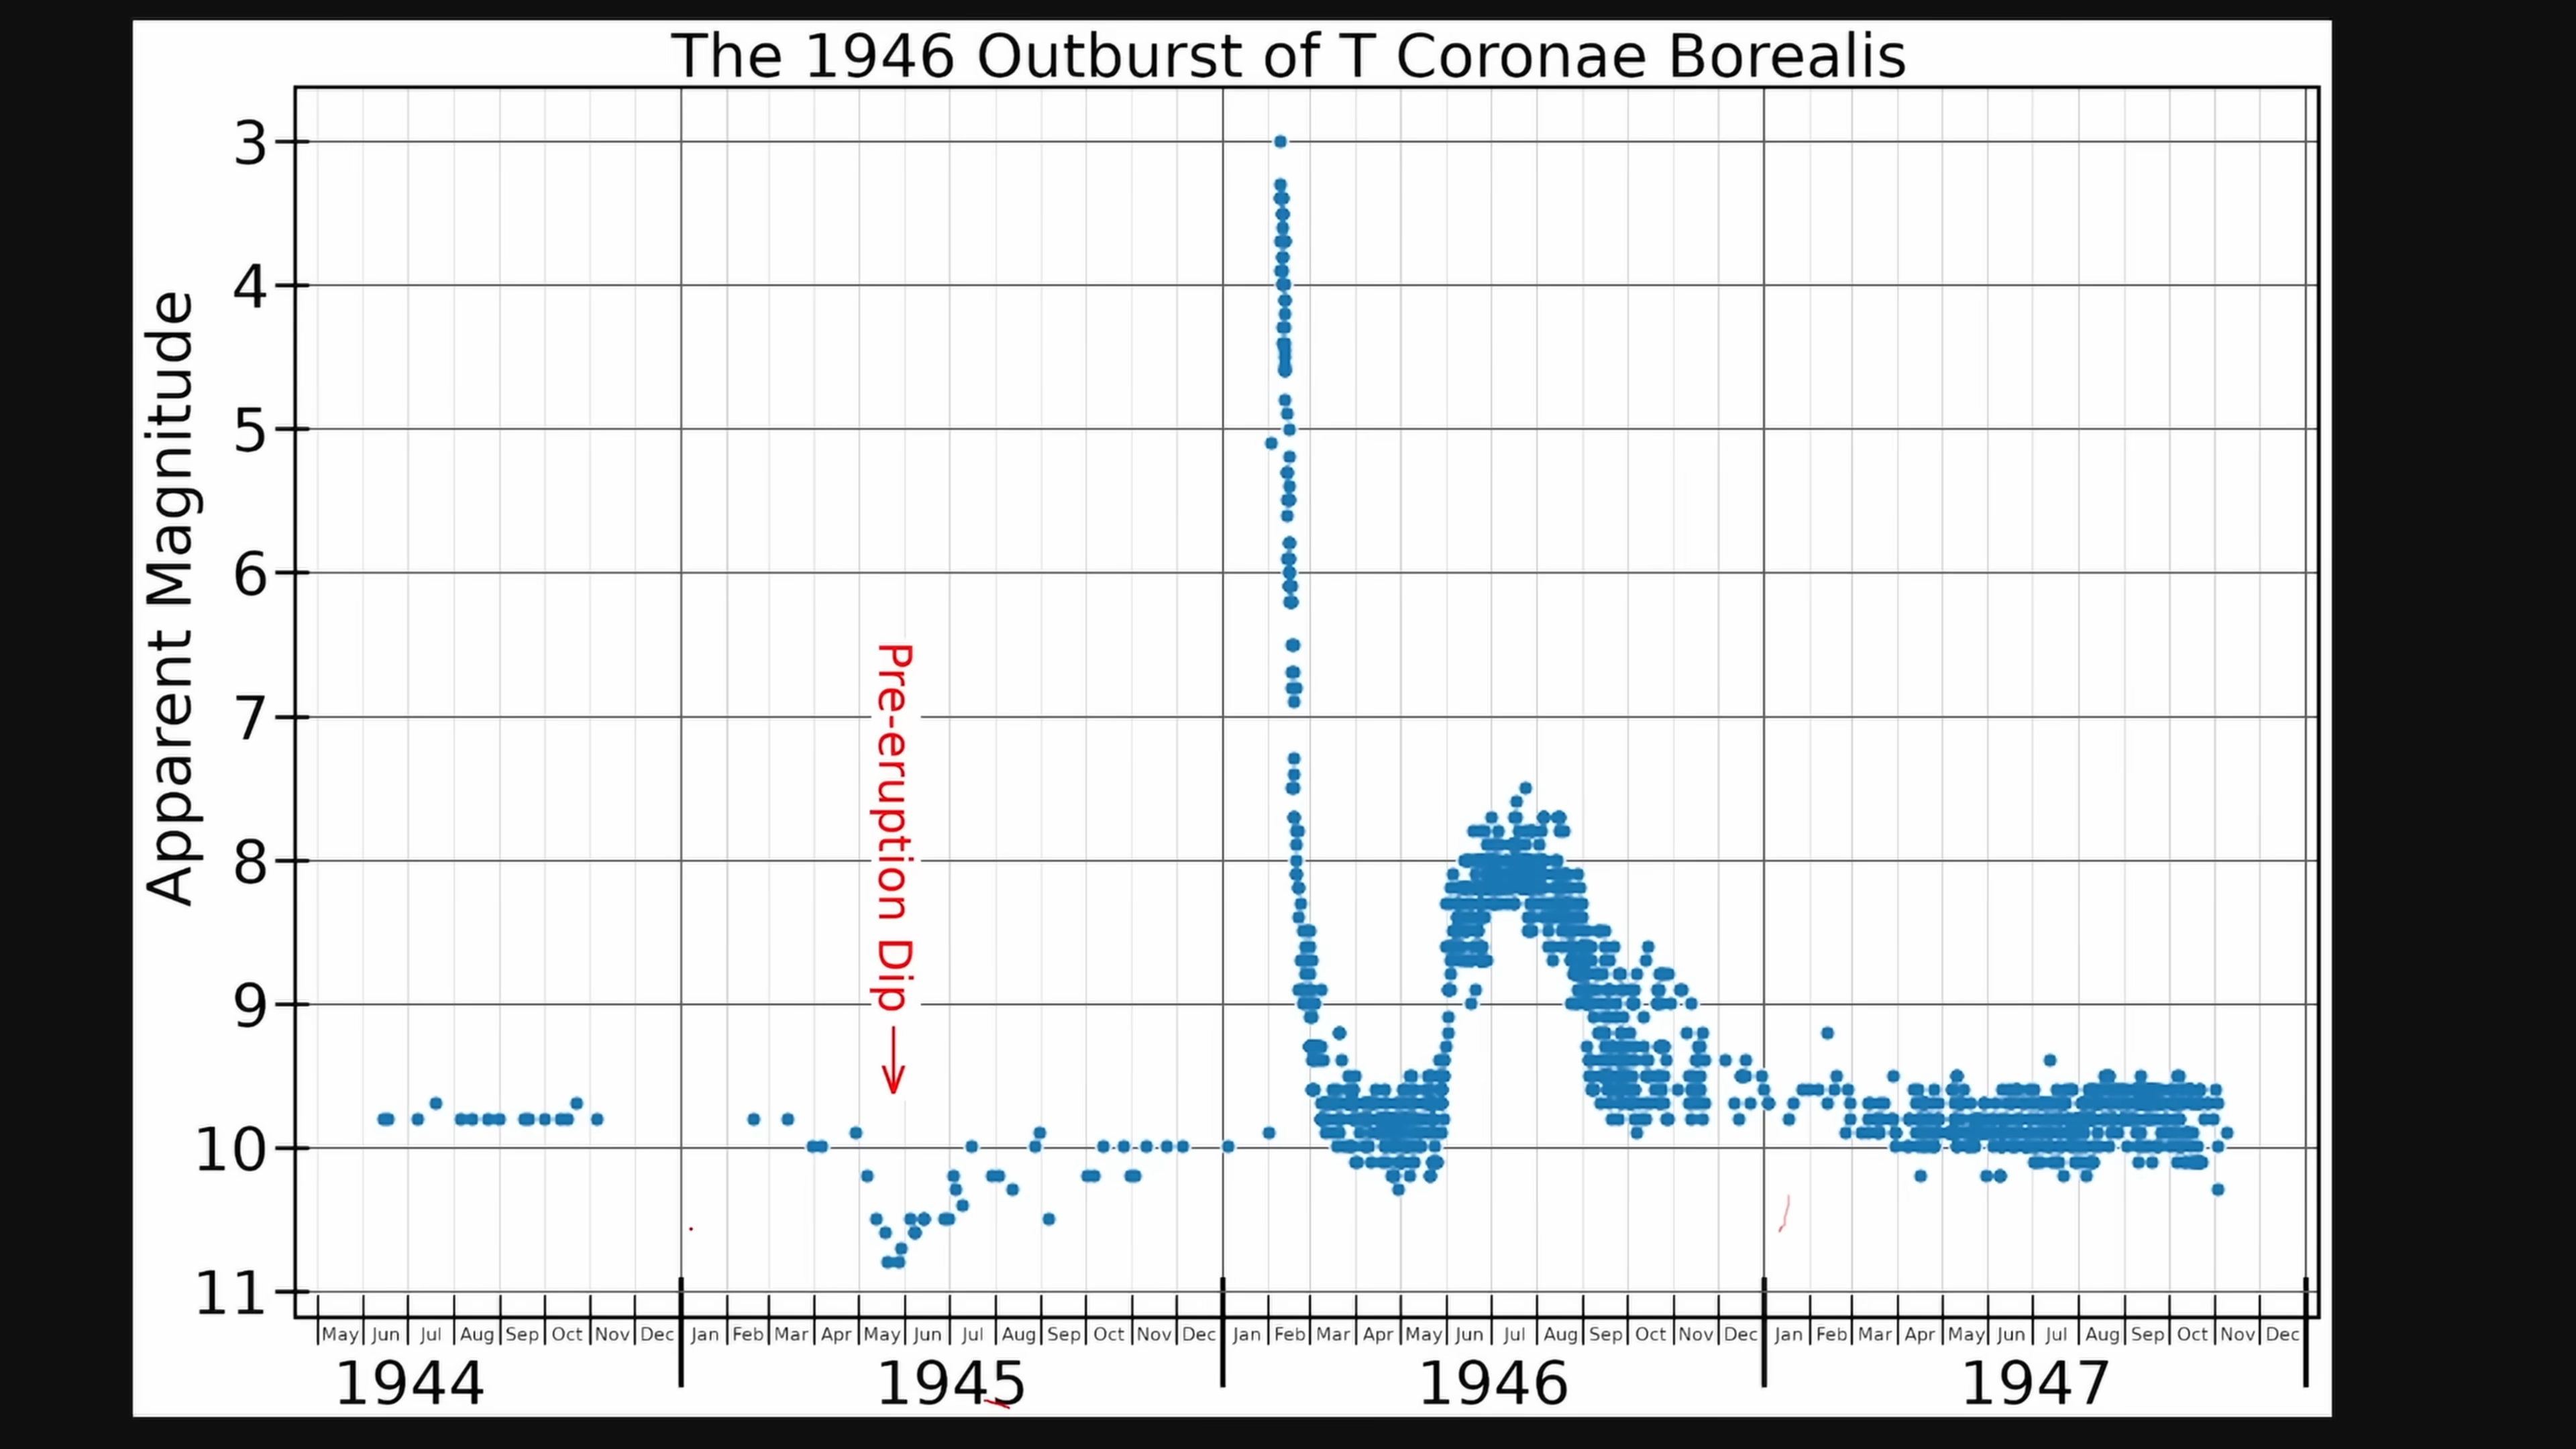 The 1946 Outburst of T Coronae Borealis
Apparent Magnitude
3
4
5
6
7
8
9
10
11
Pre-eruption Dip
May Jun Jul Aug Sep Oct Nov Dec Jan Feb Mar Apr May Jun Jul Aug Sep Oct Nov Dec Jan Feb Mar Apr May Jun Jul Aug Sep Oct Nov Dec Jan Feb Mar Apr May Jun Jul Aug Sep Oct Nov Dec
1944 1945 1946 1947